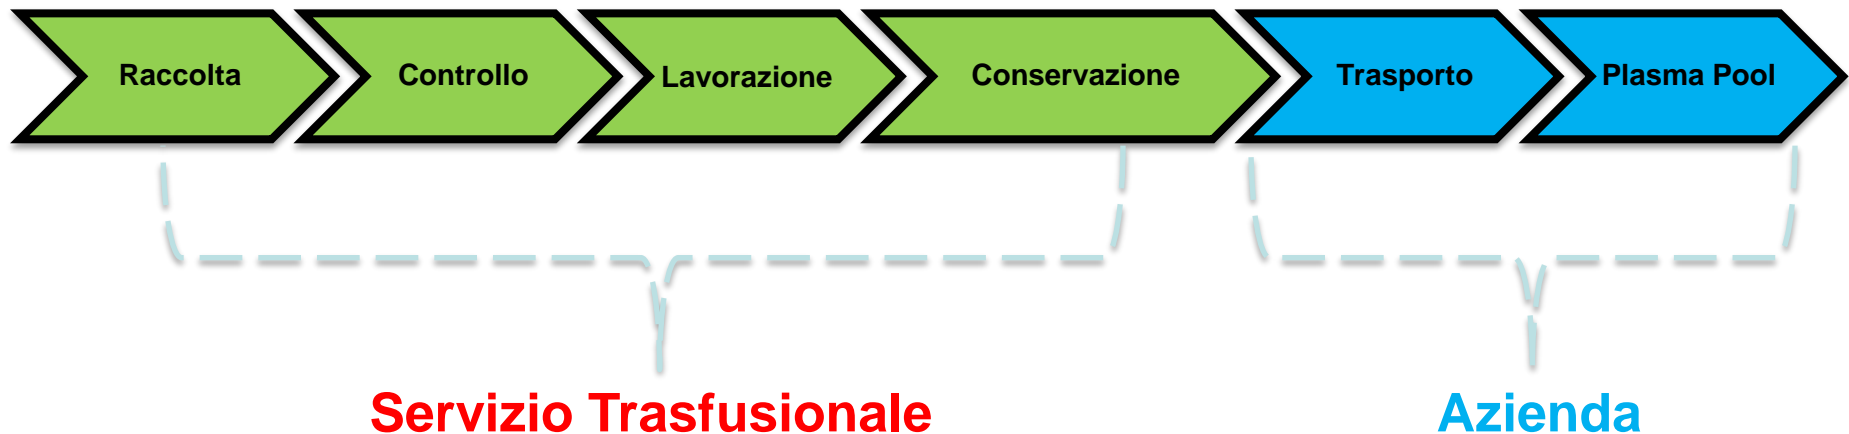 Raccolta
Controllo
Lavorazione
Conservazione
Trasporto
Plasma Pool
Servizio Trasfusionale
Azienda